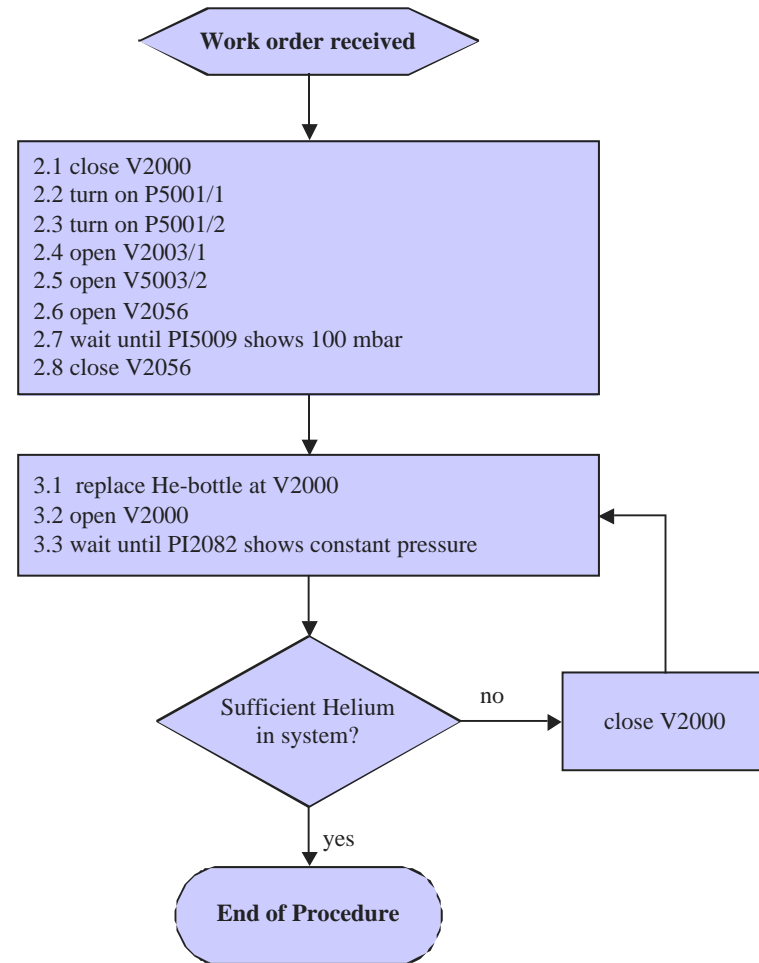 Work order received
2.1 close V2000
2.2 turn on P5001/1
2.3 turn on P5001/2
2.4 open V2003/1
2.5 open V5003/2
2.6 open V2056
2.7 wait until PI5009 shows 100 mbar
2.8 close V2056
3.1 replace He-bottle at V2000
3.2 open V2000
3.3 wait until PI2082 shows constant pressure
Sufficient Helium
in system?
no
close V2000
yes
End of Procedure